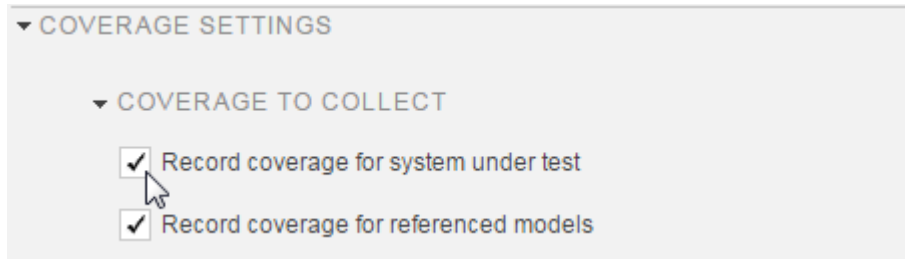 COVERAGE SETTINGS
COVERAGE TO COLLECT
Record coverage for system under test
Record coverage for referenced models